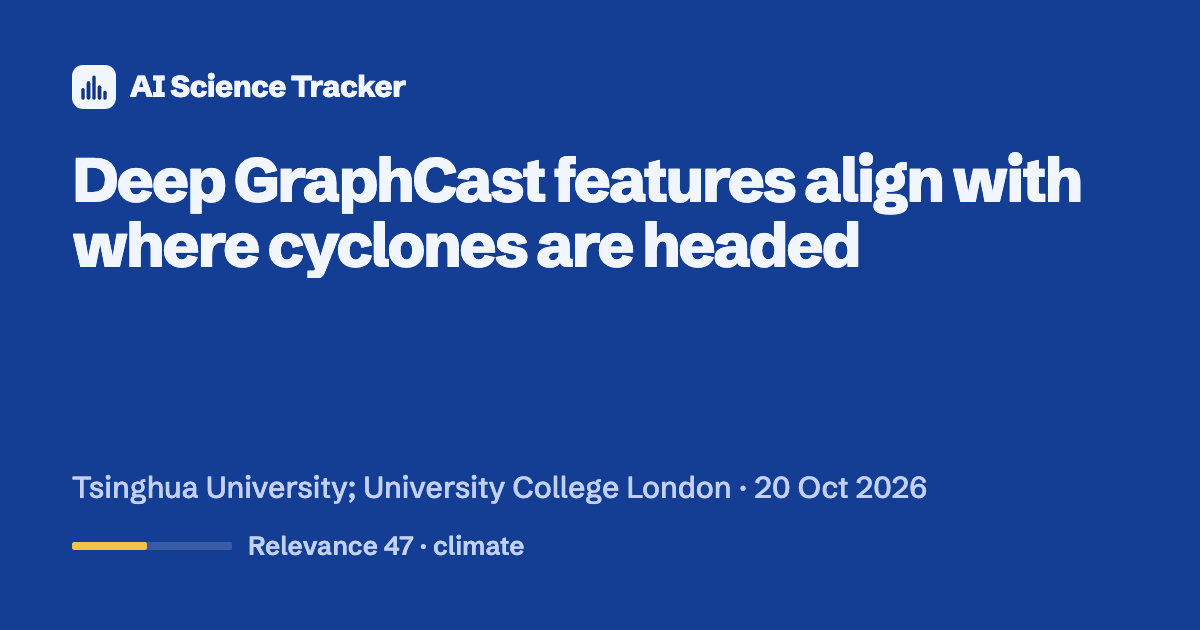 AI Science Tracker
Deep GraphCast features align with
where cyclones are headed
Tsinghua University; University College London · 20 Oct 2026
Relevance 47 · climate